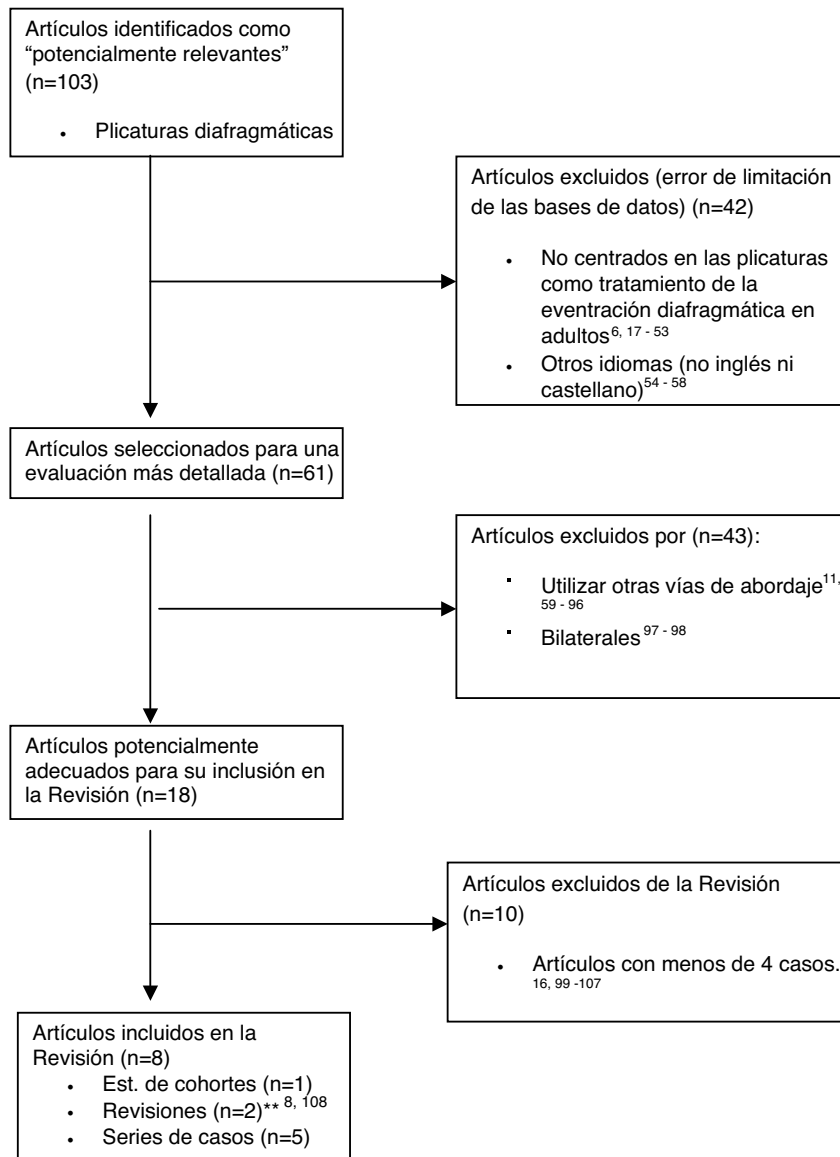 Artículos identificados como
“potencialmente relevantes”
(n=103)
• Plicaturas diafragmáticas
Artículos excluidos (error de limitación
de las bases de datos) (n=42)
• No centrados en las plicaturas
como tratamiento de la
eventración diafragmática en
adultos6, 17 - 53
• Otros idiomas (no inglés ni
castellano)54 - 58
Artículos seleccionados para una
evaluación más detallada (n=61)
Artículos excluidos por (n=43):
▪ Utilizar otras vías de abordaje11,
59 - 96
▪ Bilaterales97 - 98
Artículos potencialmente
adecuados para su inclusión en
la Revisión (n=18)
Artículos excluidos de la Revisión
(n=10)
• Artículos con menos de 4 casos.
16, 99 -107
Artículos incluidos en la
Revisión (n=8)
• Est. de cohortes (n=1)
• Revisiones (n=2)** 8, 108
• Series de casos (n=5)